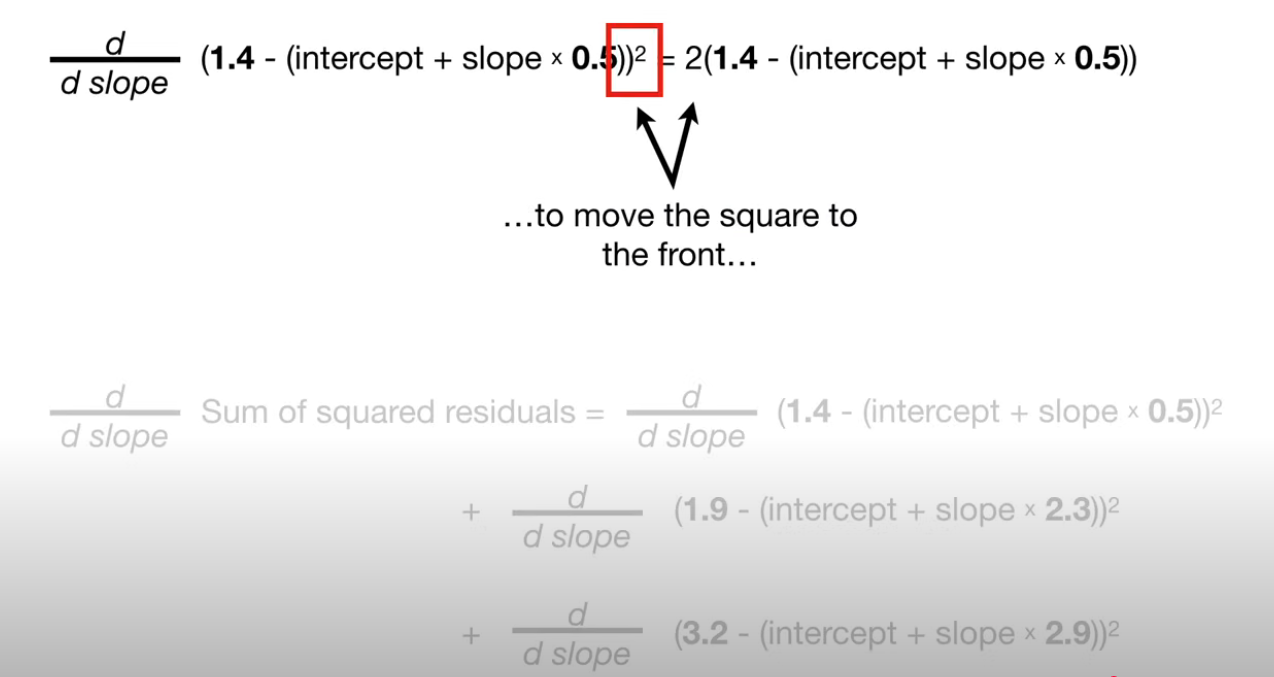 d/d slope (1.4 - (intercept + slope × 0.5))² = 2(1.4 - (intercept + slope × 0.5))
…to move the square to
the front…
d/d slope Sum of squared residuals = d/d slope (1.4 - (intercept + slope × 0.5))²
+ d/d slope (1.9 - (intercept + slope × 2.3))²
+ d/d slope (3.2 - (intercept + slope × 2.9))²